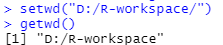 > setwd("D:/R-workspace/")
> getwd()
[1] "D:/R-workspace"